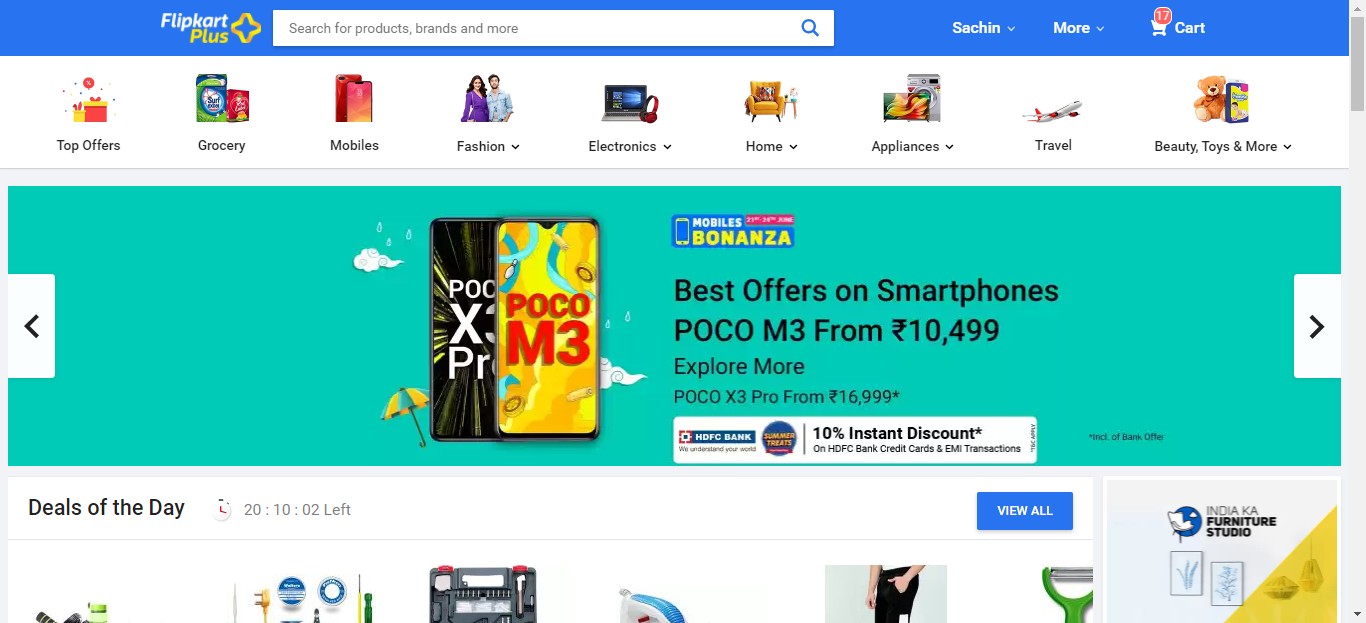 Flipkart
Plus
Search for products, brands and more
Sachin
More
17
Cart
Top Offers
Grocery
Mobiles
Fashion
Electronics
Home
Appliances
Travel
Beauty, Toys & More
MOBILES
21ST-24TH JUNE
BONANZA
POCO
M3
Best Offers on Smartphones
POCO M3 From ₹10,499
Explore More
POCO X3 Pro From ₹16,999*
HDFC BANK
We understand your world
SUMMER
TREATS
10% Instant Discount*
On HDFC Bank Credit Cards & EMI Transactions
*T&C APPLY
*Incl. of Bank Offer
Deals of the Day
20 : 10 : 02 Left
VIEW ALL
INDIA KA
FURNITURE
STUDIO